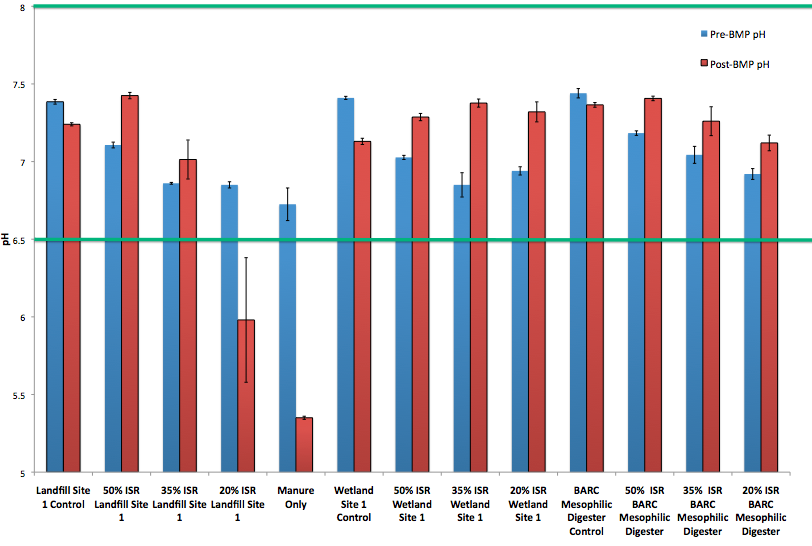 8
7.5
7
6.5
6
5.5
5
pH
Pre-BMP pH
Post-BMP pH
Landfill Site
1 Control
50% ISR
Landfill Site
1
35% ISR
Landfill Site
1
20% ISR
Landfill Site
1
Manure
Only
Wetland
Site 1
Control
50% ISR
Wetland
Site 1
35% ISR
Wetland
Site 1
20% ISR
Wetland
Site 1
BARC
Mesophilic
Digester
Control
50% ISR
BARC
Mesophilic
Digester
35% ISR
BARC
Mesophilic
Digester
20% ISR
BARC
Mesophilic
Digester